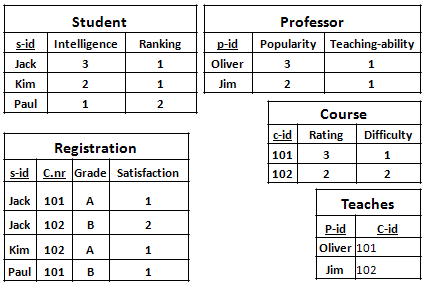 Student
s-id Intelligence Ranking
Jack 3 1
Kim 2 1
Paul 1 2
Professor
p-id Popularity Teaching-ability
Oliver 3 1
Jim 2 1
Course
c-id Rating Difficulty
101 3 1
102 2 2
Registration
s-id C.nr Grade Satisfaction
Jack 101 A 1
Jack 102 B 2
Kim 102 A 1
Paul 101 B 1
Teaches
P-id C-id
Oliver 101
Jim 102